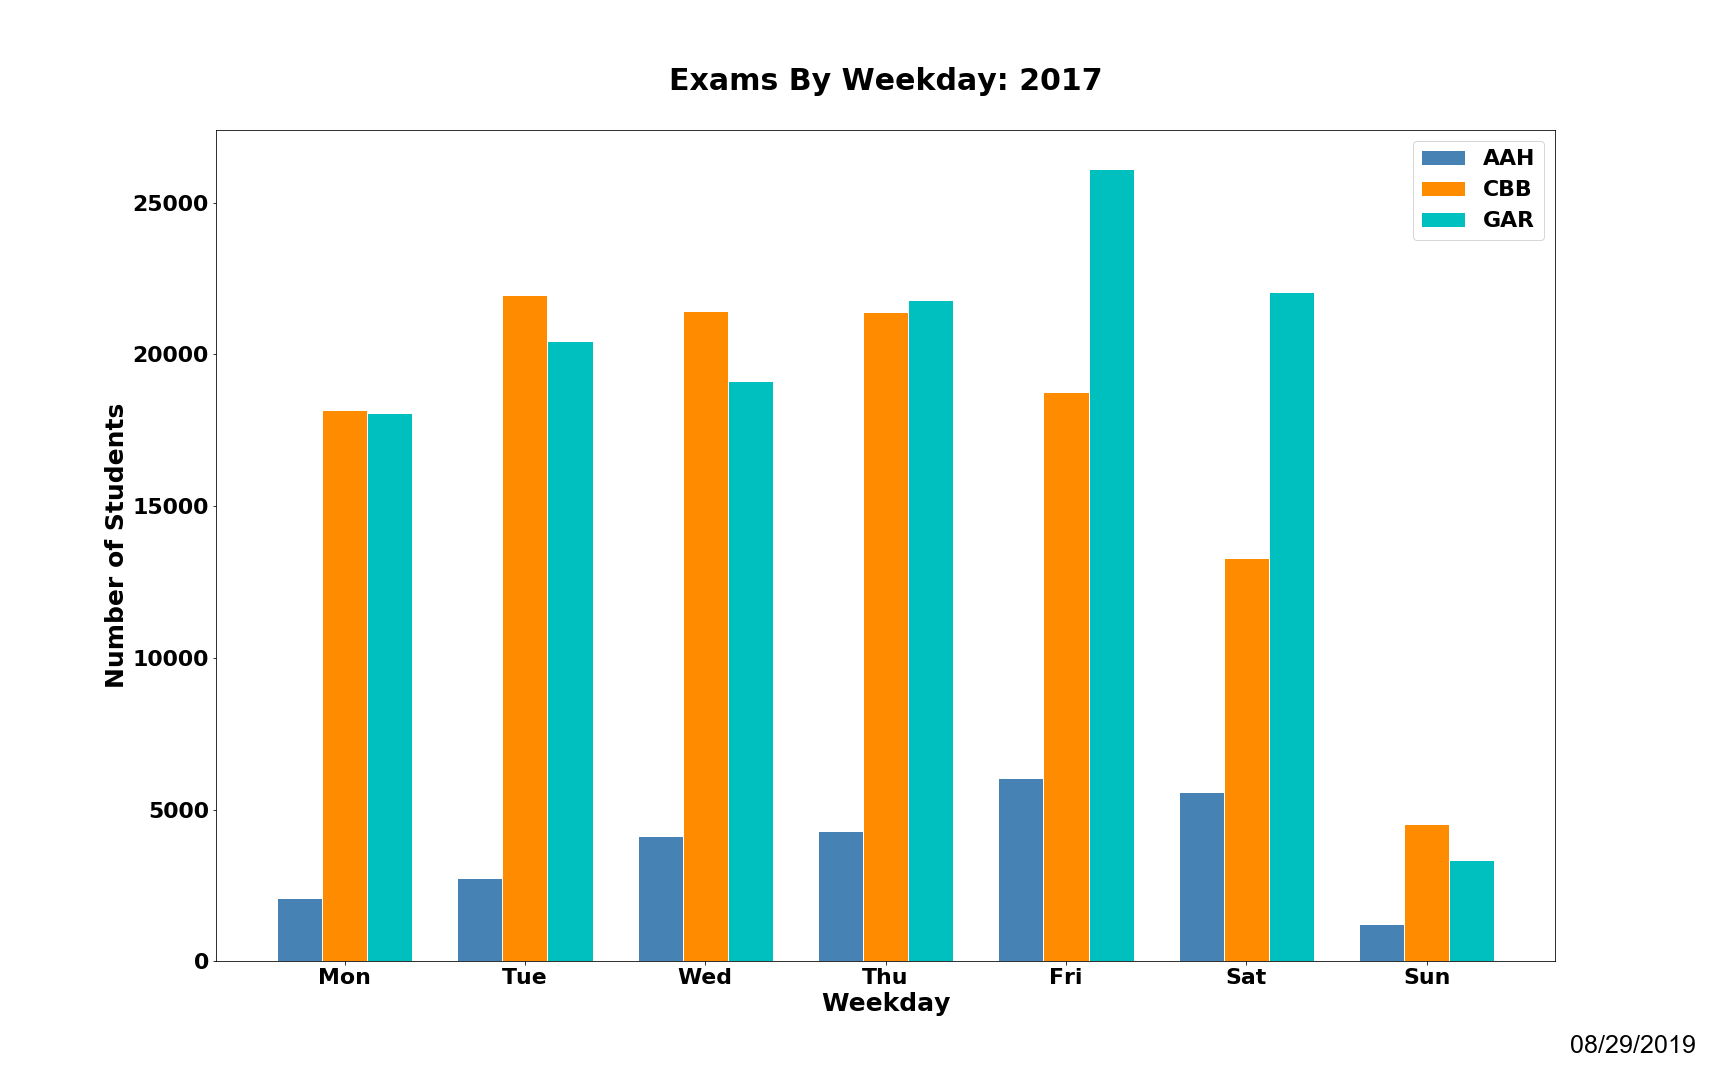 Exams By Weekday: 2017
AAH
CBB
GAR
25000
20000
15000
10000
5000
0
Number of Students
Mon Tue Wed Thu Fri Sat Sun
Weekday
08/29/2019